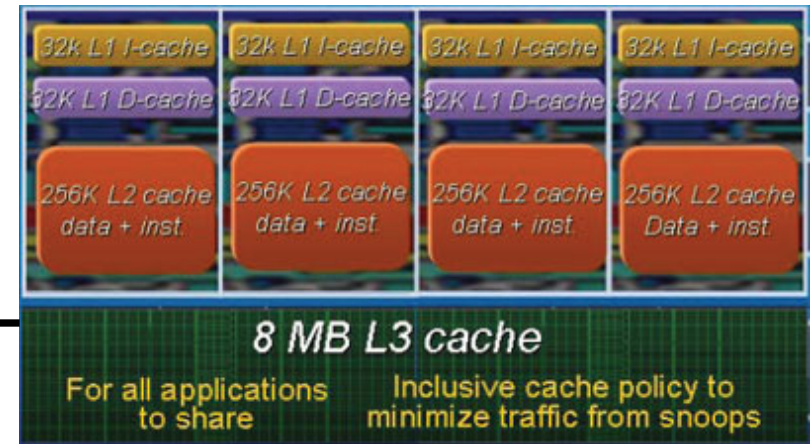 32k L1 I-cache
32k L1 I-cache
32k L1 I-cache
32k L1 I-cache
32K L1 D-cache
32K L1 D-cache
32K L1 D-cache
32K L1 D-cache
256K L2 cache
data + inst.
256K L2 cache
data + inst.
256K L2 cache
data + inst.
256K L2 cache
Data + inst.
8 MB L3 cache
For all applications
to share
Inclusive cache policy to
minimize traffic from snoops